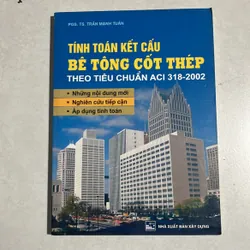 PGS. TS. TRẦN MẠNH TUÂN
TÍNH TOÁN KẾT CẤU
BÊ TÔNG CỐT THÉP
THEO TIÊU CHUẨN ACI 318-2002
• Những nội dung mới
• Nghiên cứu tiếp cận
• Áp dụng tính toán
NHÀ XUẤT BẢN XÂY DỰNG